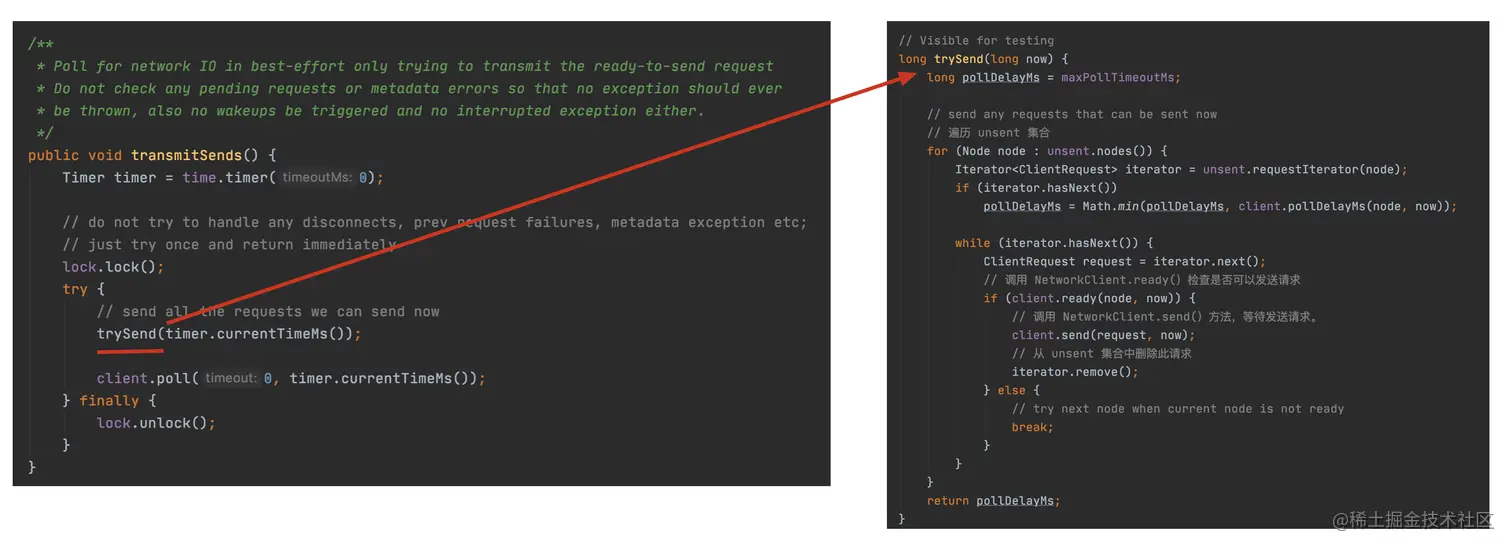 /**
 * Poll for network IO in best-effort only trying to transmit the ready-to-send request
 * Do not check any pending requests or metadata errors so that no exception should ever
 * be thrown, also no wakeups be triggered and no interrupted exception either.
 */
public void transmitSends() {
    Timer timer = time.timer( timeoutMs: 0);

    // do not try to handle any disconnects, prev request failures, metadata exception etc;
    // just try once and return immediately
    lock.lock();
    try {
        // send all the requests we can send now
        trySend(timer.currentTimeMs());

        client.poll( timeout: 0, timer.currentTimeMs());
    } finally {
        lock.unlock();
    }
}
// Visible for testing
long trySend(long now) {
    long pollDelayMs = maxPollTimeoutMs;

    // send any requests that can be sent now
    // 遍历 unsent 集合
    for (Node node : unsent.nodes()) {
        Iterator<ClientRequest> iterator = unsent.requestIterator(node);
        if (iterator.hasNext())
            pollDelayMs = Math.min(pollDelayMs, client.pollDelayMs(node, now));

        while (iterator.hasNext()) {
            ClientRequest request = iterator.next();
            // 调用 NetworkClient.ready() 检查是否可以发送请求
            if (client.ready(node, now)) {
                // 调用 NetworkClient.send() 方法，等待发送请求。
                client.send(request, now);
                // 从 unsent 集合中删除此请求
                iterator.remove();
            } else {
                // try next node when current node is not ready
                break;
            }
        }
    }
    return pollDelayMs;
}
@稀土掘金技术社区